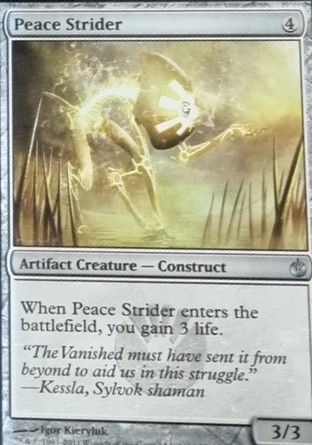 Peace Strider 4
Artifact Creature — Construct
When Peace Strider enters the
battlefield, you gain 3 life.
"The Vanished must have sent it from
beyond to aid us in this struggle."
—Kessla, Sylvok shaman
Igor Kieryluk
3/3